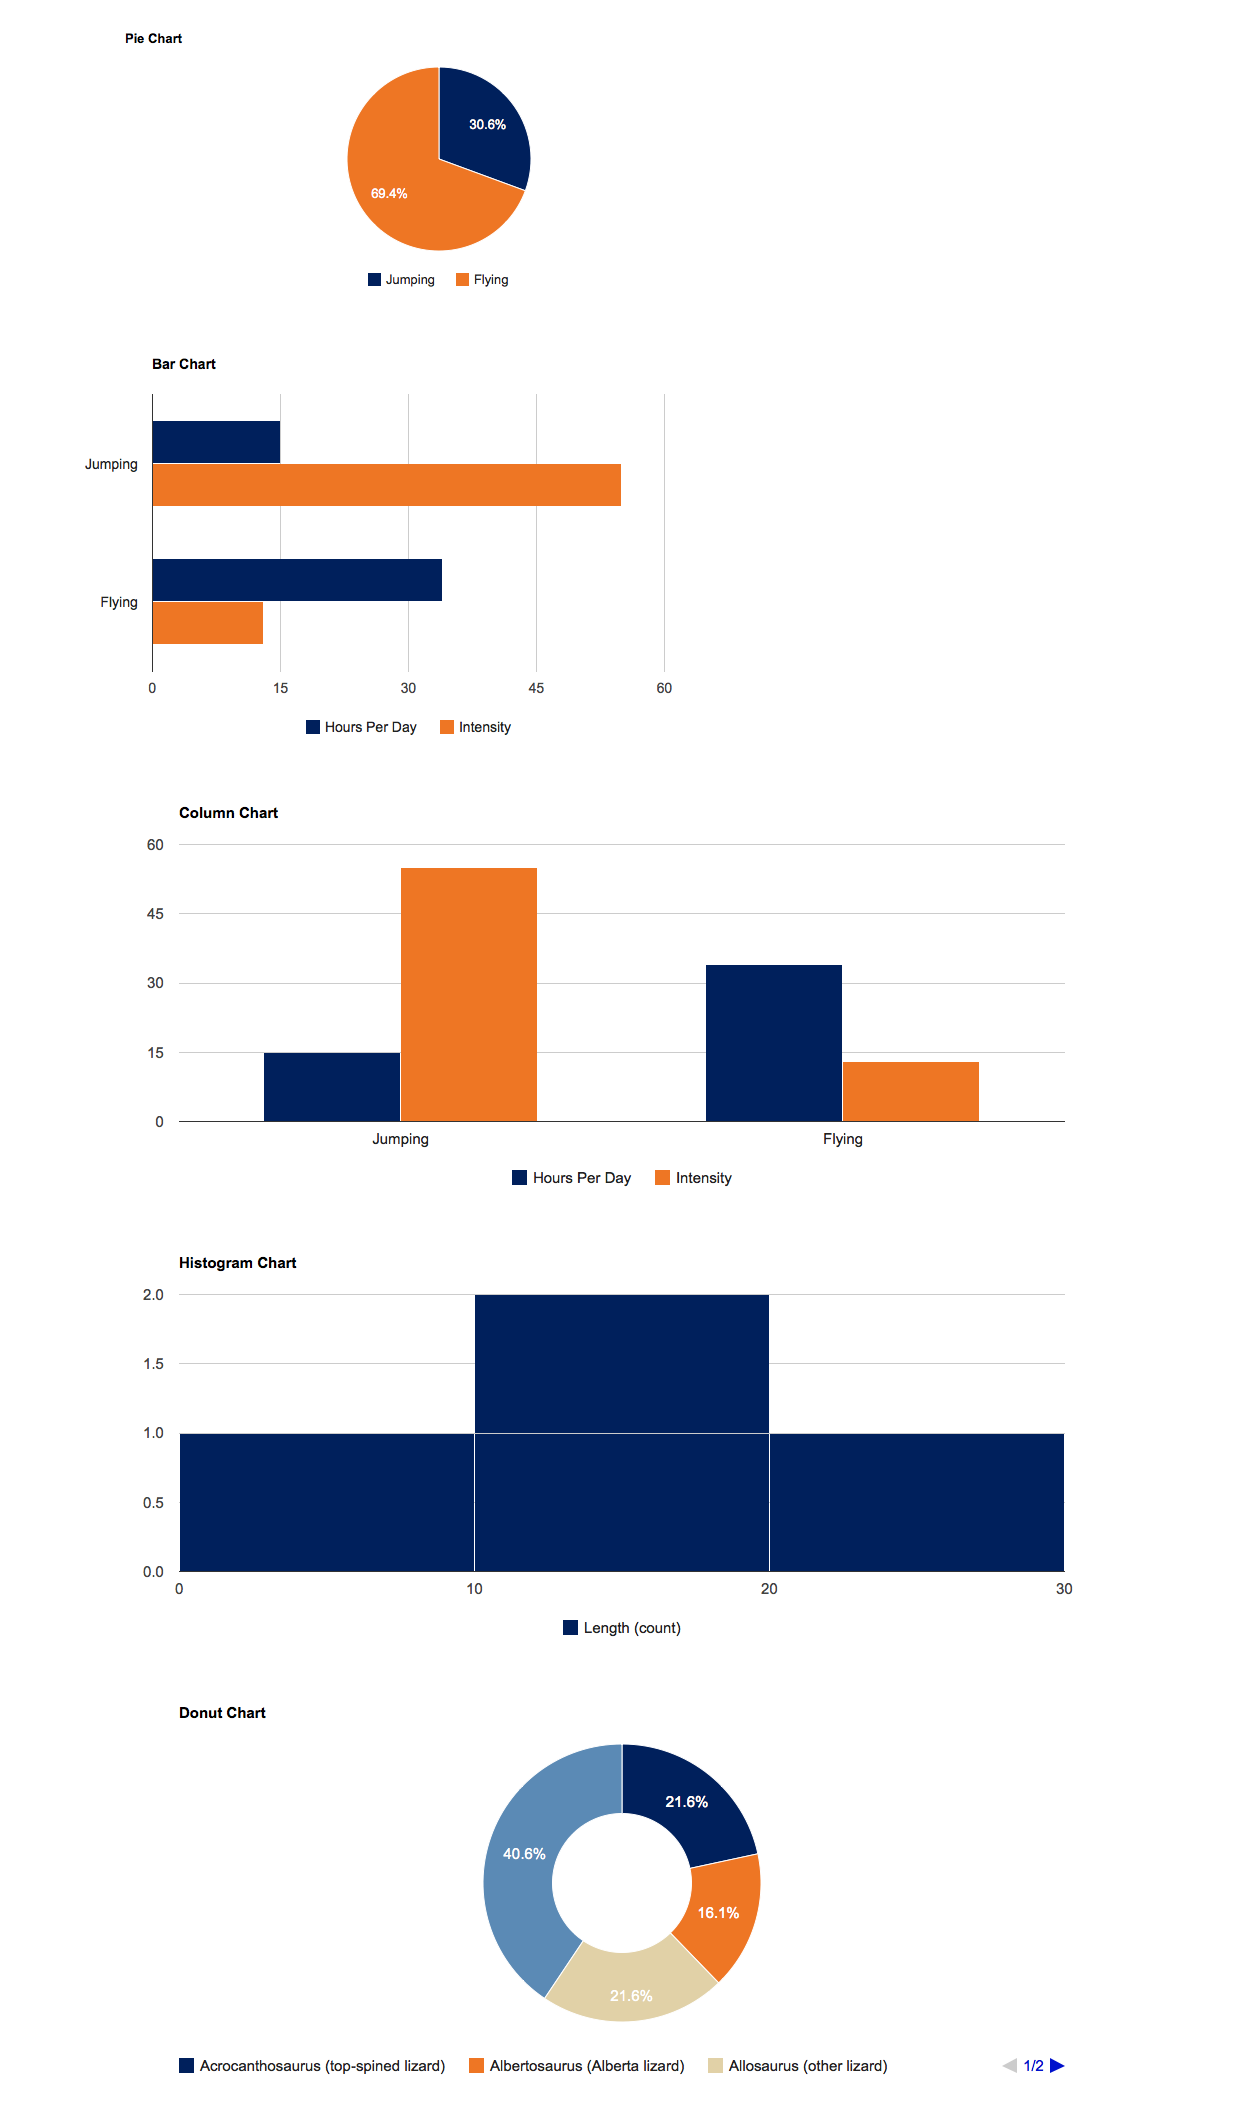 Pie Chart
30.6%
69.4%
Jumping Flying
Bar Chart
Jumping
Flying
0 15 30 45 60
Hours Per Day Intensity
Column Chart
60
45
30
15
0
Jumping Flying
Hours Per Day Intensity
Histogram Chart
2.0
1.5
1.0
0.5
0.0
0 10 20 30
Length (count)
Donut Chart
21.6%
40.6%
16.1%
21.6%
Acrocanthosaurus (top-spined lizard) Albertosaurus (Alberta lizard) Allosaurus (other lizard) 1/2